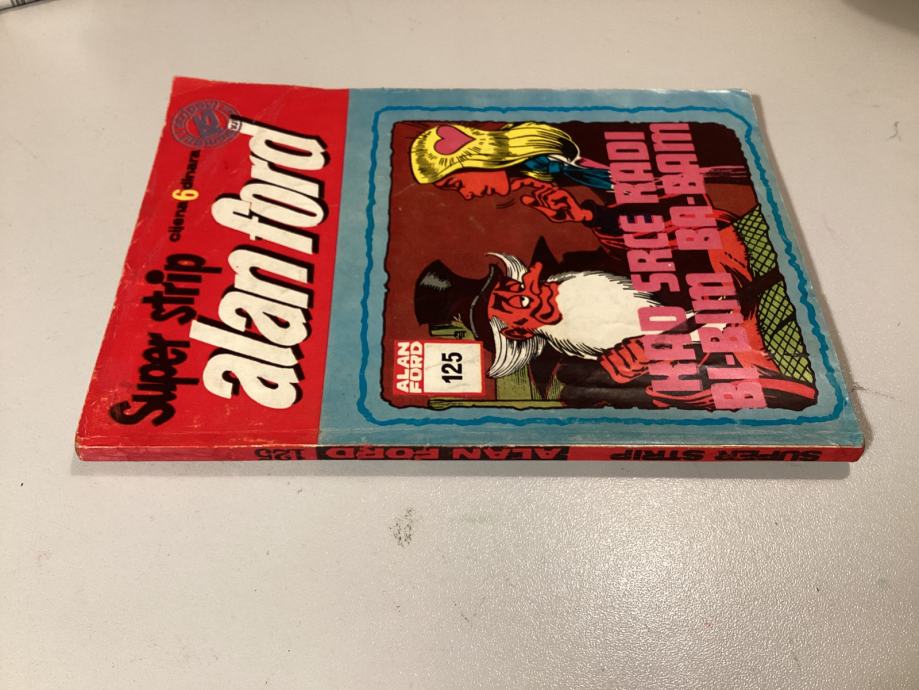 Super strip
cijena 6 dinara
alan ford
ALAN
FORD
125
KAD SRCE RADI
BI-BIM BA-BAM
SUPER STRIP
ALAN FORD
125